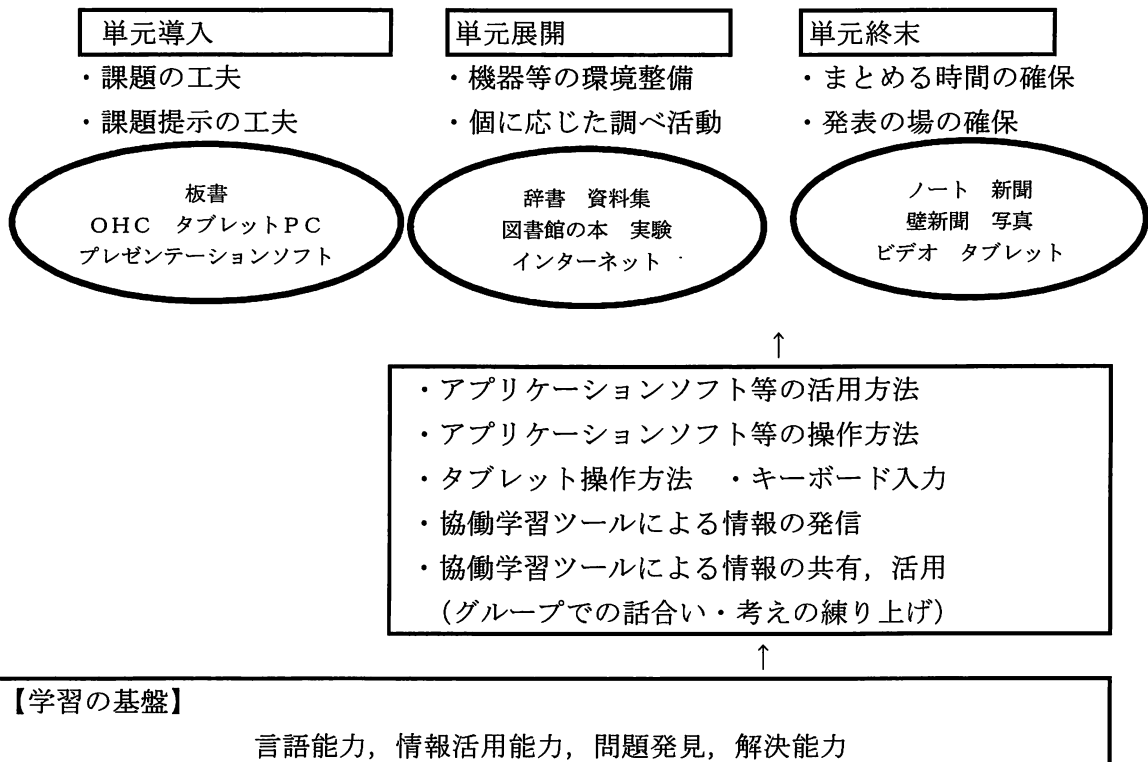 単元導入
・課題の工夫
・課題提示の工夫
板書
OHC タブレットPC
プレゼンテーションソフト
単元展開
・機器等の環境整備
・個に応じた調べ活動
辞書 資料集
図書館の本 実験
インターネット
単元終末
・まとめる時間の確保
・発表の場の確保
ノート 新聞
壁新聞 写真
ビデオ タブレット
↑
・アプリケーションソフト等の活用方法
・アプリケーションソフト等の操作方法
・タブレット操作方法 ・キーボード入力
・協働学習ツールによる情報の発信
・協働学習ツールによる情報の共有,活用
(グループでの話合い・考えの練り上げ)
↑
【学習の基盤】
言語能力,情報活用能力,問題発見,解決能力